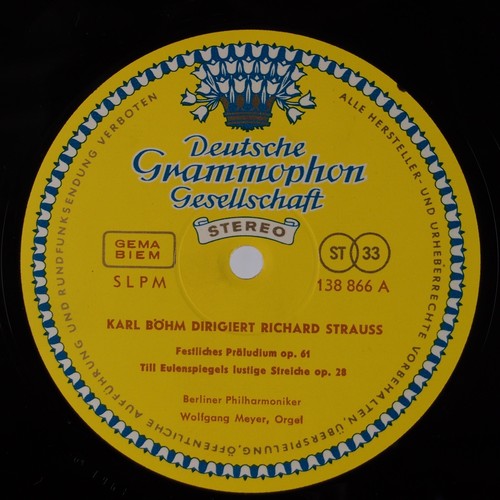 ALLE HERSTELLER- UND URHEBERRECHTE VORBEHALTEN, ÜBERSPIELUNG, ÖFFENTLICHE AUFFÜHRUNG UND RUNDFUNKSENDUNG VERBOTEN
Deutsche
Grammophon
Gesellschaft
STEREO
GEMA
BIEM
ST 33
SLPM
138 866 A
KARL BÖHM DIRIGIERT RICHARD STRAUSS
Festliches Präludium op. 61
Till Eulenspiegels lustige Streiche op. 28
Berliner Philharmoniker
Wolfgang Meyer, Orgel